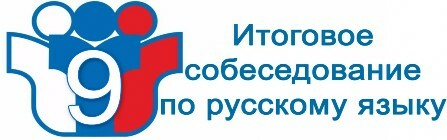 9
Итоговое
собеседование
по русскому языку